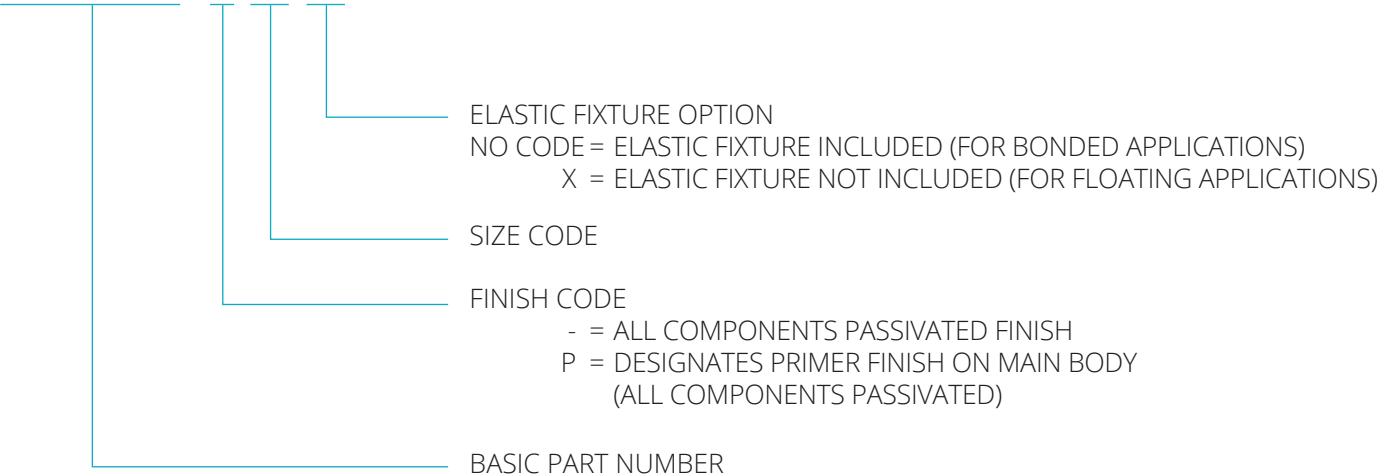 ELASTIC FIXTURE OPTION
NO CODE = ELASTIC FIXTURE INCLUDED (FOR BONDED APPLICATIONS)
X = ELASTIC FIXTURE NOT INCLUDED (FOR FLOATING APPLICATIONS)
SIZE CODE
FINISH CODE
- = ALL COMPONENTS PASSIVATED FINISH
P = DESIGNATES PRIMER FINISH ON MAIN BODY
(ALL COMPONENTS PASSIVATED)
BASIC PART NUMBER